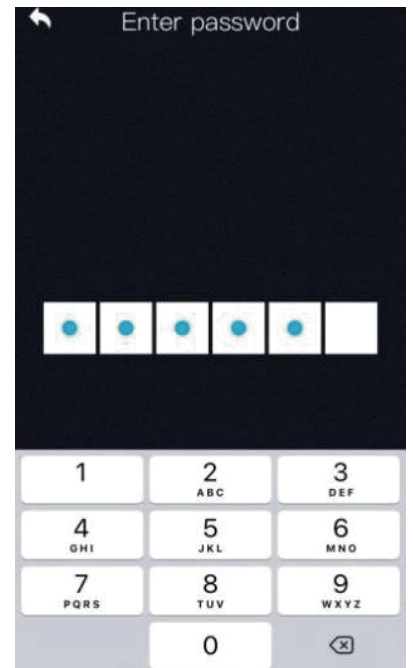 Enter password
1 2 3
ABC DEF
4 5 6
GHI JKL MNO
7 8 9
PQRS TUV WXYZ
0